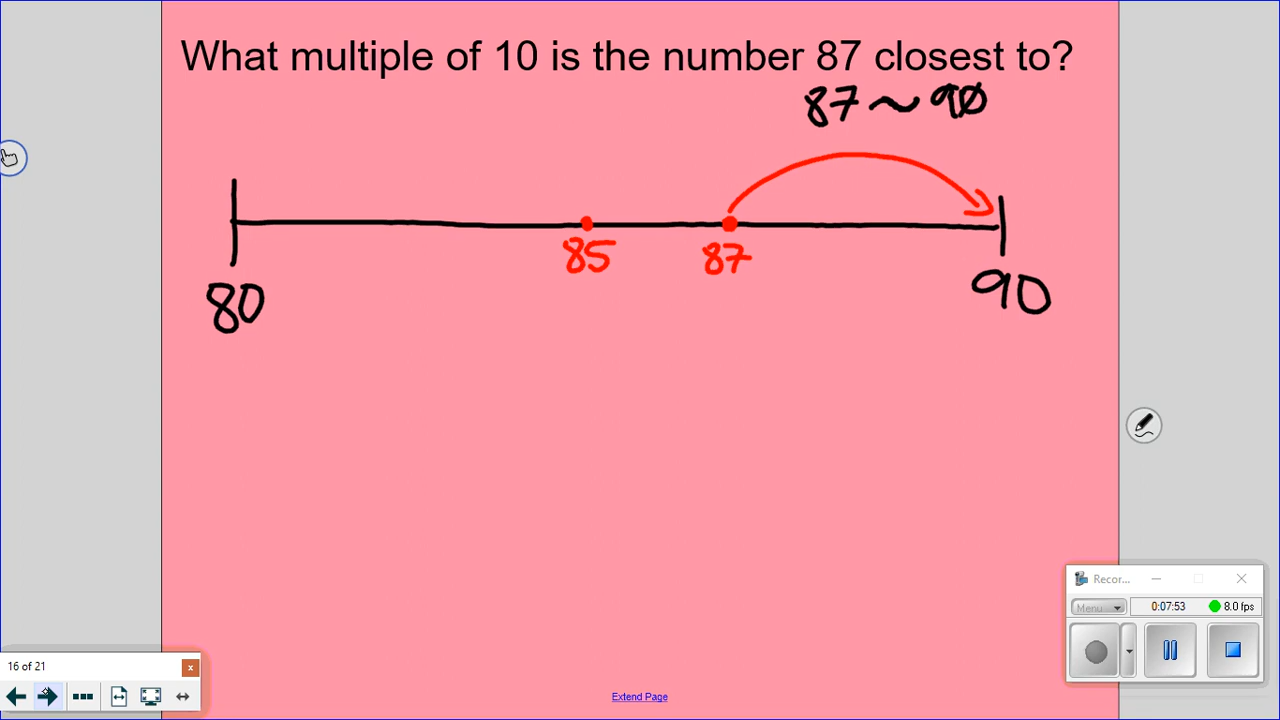 What multiple of 10 is the number 87 closest to?
87 ~ 90
85
87
80
90
Recor...
Menu
0:07:53
8.0 fps
16 of 21
x
Extend Page